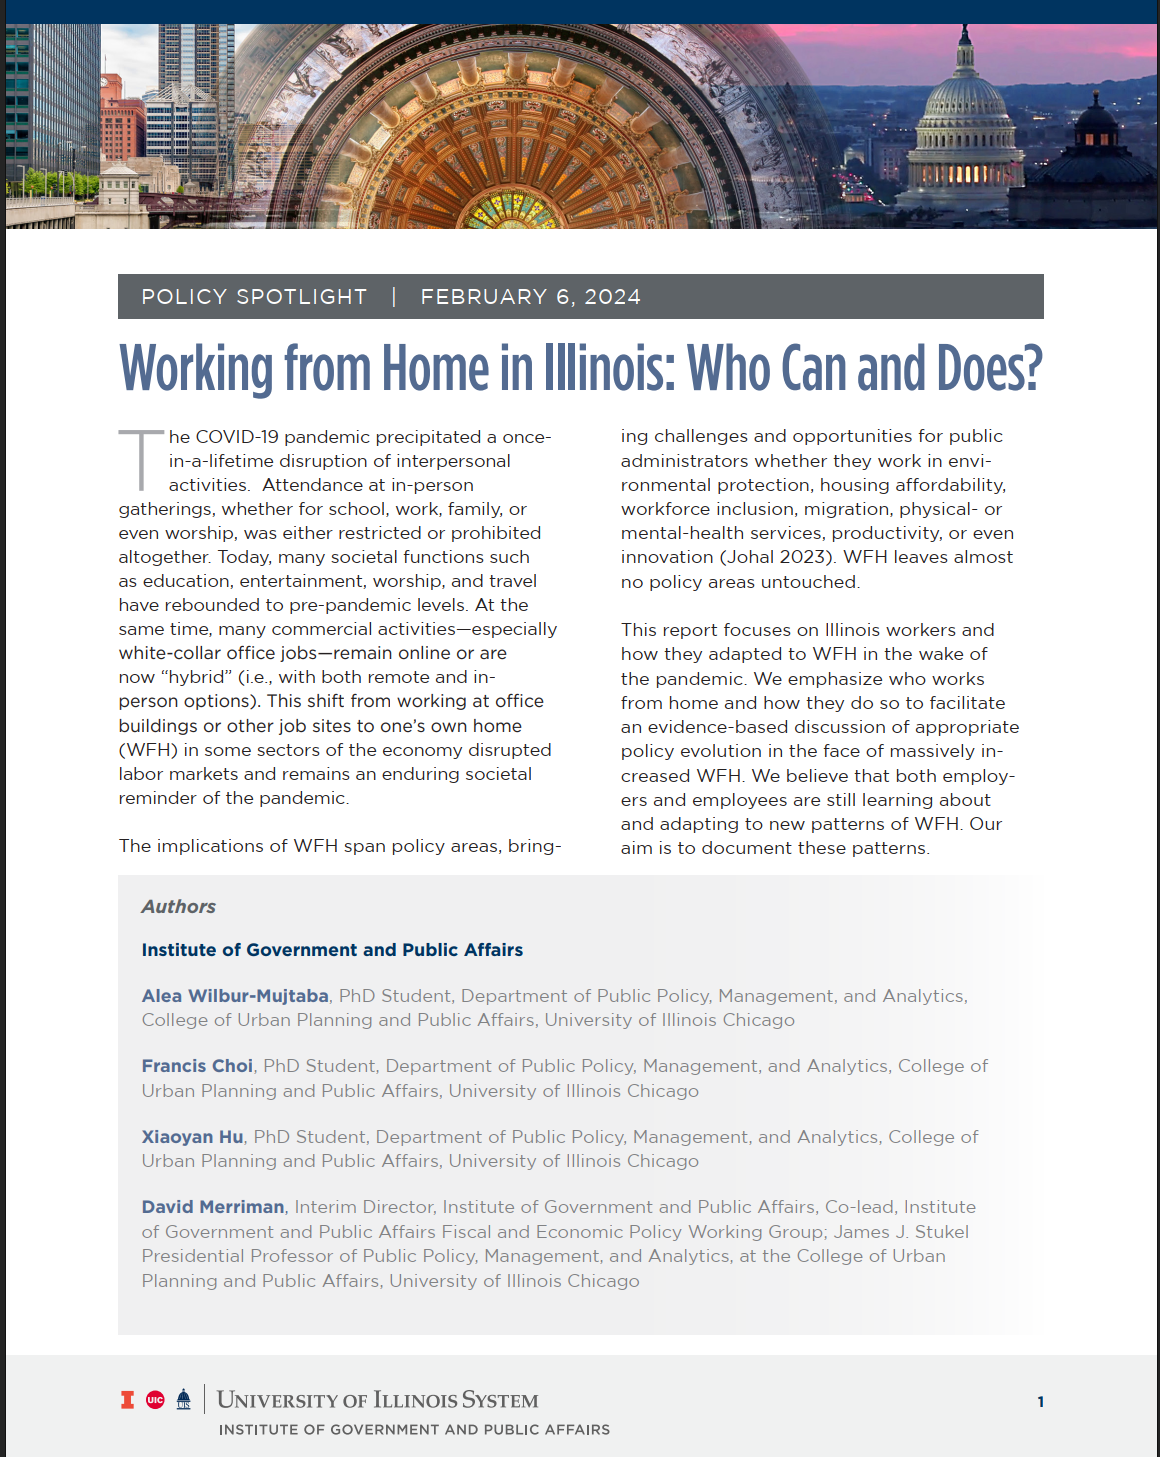 POLICY SPOTLIGHT | FEBRUARY 6, 2024
Working from Home in Illinois: Who Can and Does?
The COVID-19 pandemic precipitated a once-
in-a-lifetime disruption of interpersonal
activities.  Attendance at in-person
gatherings, whether for school, work, family, or
even worship, was either restricted or prohibited
altogether. Today, many societal functions such
as education, entertainment, worship, and travel
have rebounded to pre-pandemic levels. At the
same time, many commercial activities—especially
white-collar office jobs—remain online or are
now “hybrid” (i.e., with both remote and in-
person options). This shift from working at office
buildings or other job sites to one’s own home
(WFH) in some sectors of the economy disrupted
labor markets and remains an enduring societal
reminder of the pandemic.
The implications of WFH span policy areas, bring-
ing challenges and opportunities for public
administrators whether they work in envi-
ronmental protection, housing affordability,
workforce inclusion, migration, physical- or
mental-health services, productivity, or even
innovation (Johal 2023). WFH leaves almost
no policy areas untouched.
This report focuses on Illinois workers and
how they adapted to WFH in the wake of
the pandemic. We emphasize who works
from home and how they do so to facilitate
an evidence-based discussion of appropriate
policy evolution in the face of massively in-
creased WFH. We believe that both employ-
ers and employees are still learning about
and adapting to new patterns of WFH. Our
aim is to document these patterns.
Authors
Institute of Government and Public Affairs
Alea Wilbur-Mujtaba, PhD Student, Department of Public Policy, Management, and Analytics,
College of Urban Planning and Public Affairs, University of Illinois Chicago
Francis Choi, PhD Student, Department of Public Policy, Management, and Analytics, College of
Urban Planning and Public Affairs, University of Illinois Chicago
Xiaoyan Hu, PhD Student, Department of Public Policy, Management, and Analytics, College of
Urban Planning and Public Affairs, University of Illinois Chicago
David Merriman, Interim Director, Institute of Government and Public Affairs, Co-lead, Institute
of Government and Public Affairs Fiscal and Economic Policy Working Group; James J. Stukel
Presidential Professor of Public Policy, Management, and Analytics, at the College of Urban
Planning and Public Affairs, University of Illinois Chicago
I UIC UIS UNIVERSITY OF ILLINOIS SYSTEM
INSTITUTE OF GOVERNMENT AND PUBLIC AFFAIRS
1